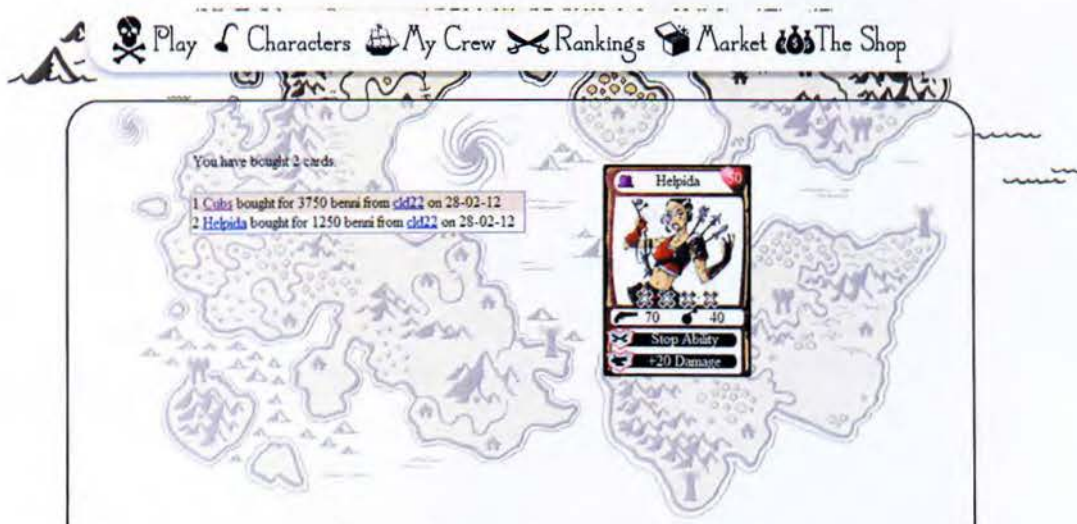 Play Characters My Crew Rankings Market The Shop
You have bought 2 cards.
1 Cubs bought for 3750 benni from cld22 on 28-02-12
2 Helpida bought for 1250 benni from cld22 on 28-02-12
Helpida 50
70 40
Stop Ability
+20 Damage